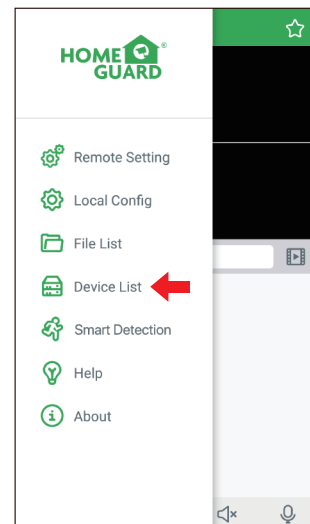 HOME
GUARD
®
Remote Setting
Local Config
File List
Device List
Smart Detection
Help
About